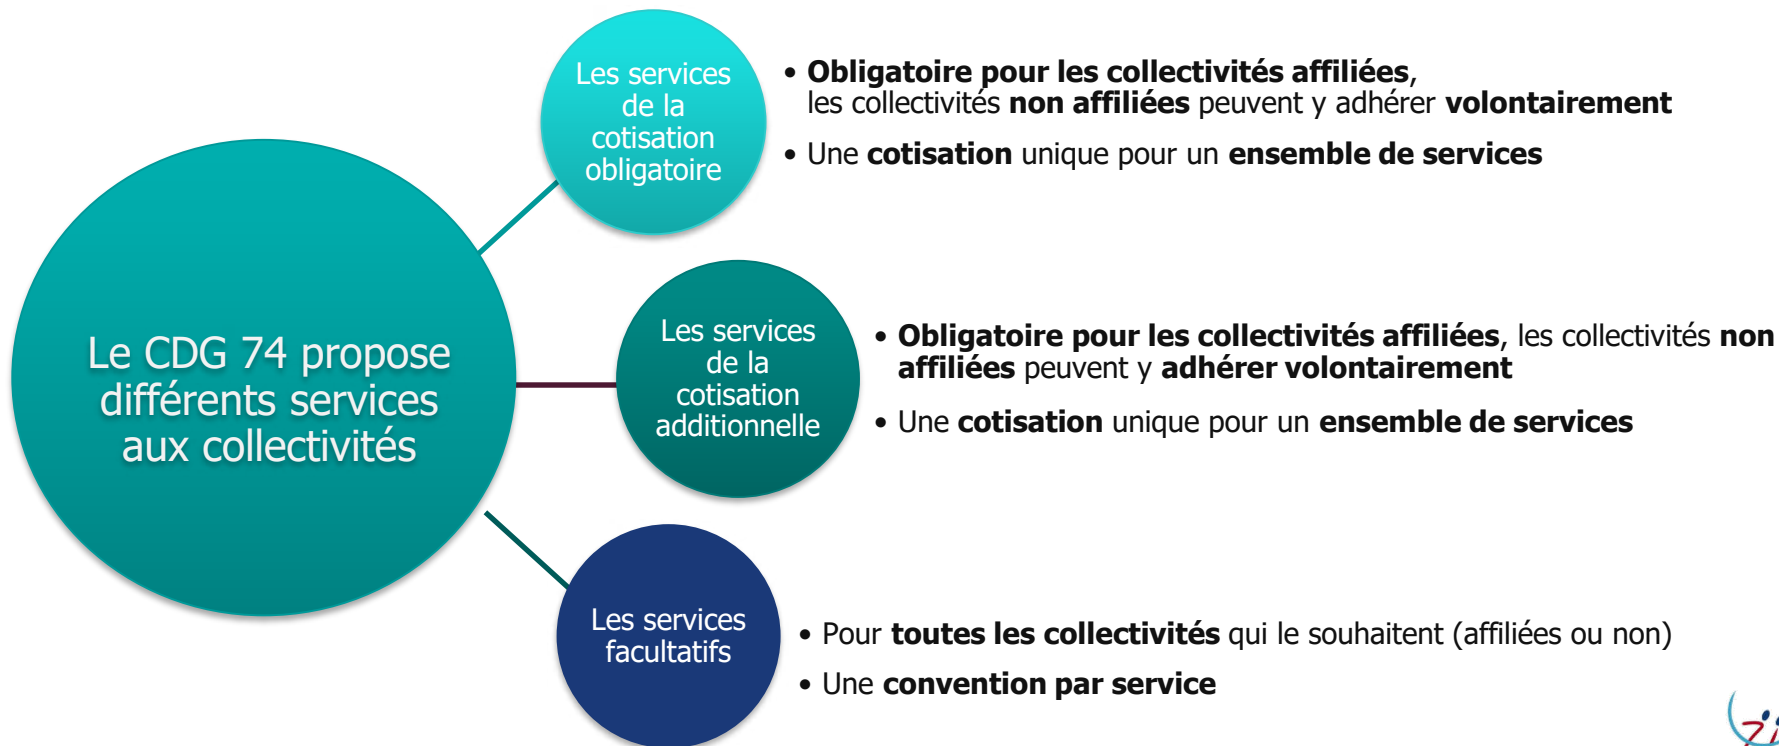 Le CDG 74 propose
différents services
aux collectivités
Les services
de la
cotisation
obligatoire
• Obligatoire pour les collectivités affiliées,
les collectivités non affiliées peuvent y adhérer volontairement
• Une cotisation unique pour un ensemble de services
Les services
de la
cotisation
additionnelle
• Obligatoire pour les collectivités affiliées, les collectivités non
affiliées peuvent y adhérer volontairement
• Une cotisation unique pour un ensemble de services
Les services
facultatifs
• Pour toutes les collectivités qui le souhaitent (affiliées ou non)
• Une convention par service